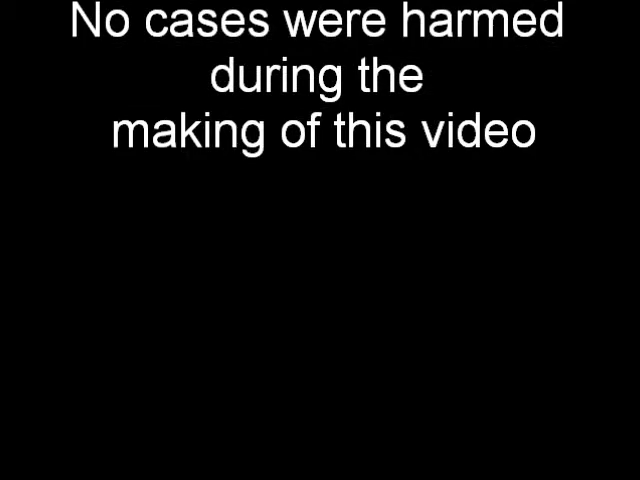 No cases were harmed
during the
making of this video